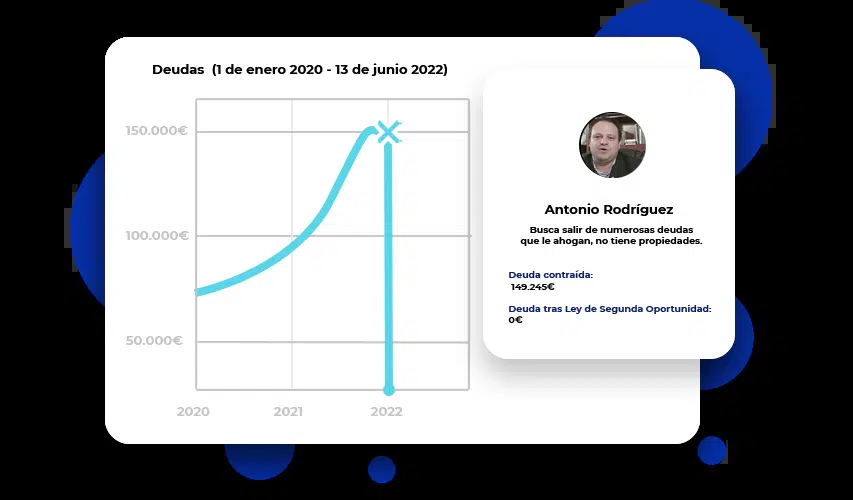 Deudas (1 de enero 2020 - 13 de junio 2022)
150.000€
100.000€
50.000€
2020
2021
2022
Antonio Rodríguez
Busca salir de numerosas deudas
que le ahogan, no tiene propiedades.
Deuda contraída:
149.245€
Deuda tras Ley de Segunda Oportunidad:
0€